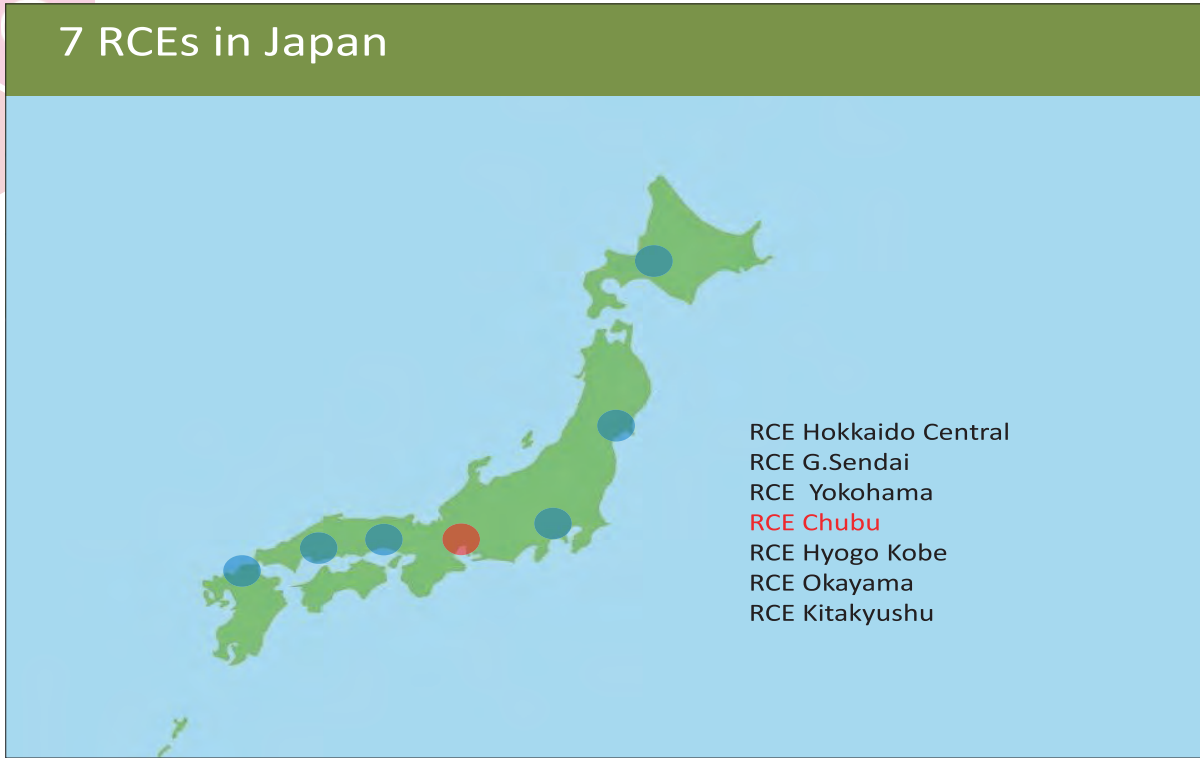 7 RCEs in Japan
RCE Hokkaido Central
RCE G.Sendai
RCE  Yokohama
RCE Chubu
RCE Hyogo Kobe
RCE Okayama
RCE Kitakyushu